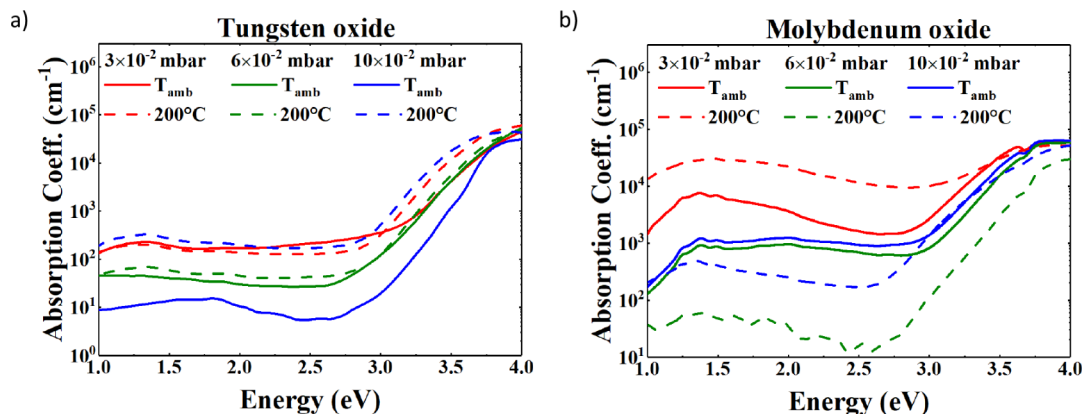 a)
Tungsten oxide
3×10⁻² mbar 6×10⁻² mbar 10×10⁻² mbar
T_amb T_amb T_amb
200°C 200°C 200°C
Absorption Coeff. (cm⁻¹)
10⁶
10⁵
10⁴
10³
10²
10¹
10⁰
1.0 1.5 2.0 2.5 3.0 3.5 4.0
Energy (eV)
b)
Molybdenum oxide
3×10⁻² mbar 6×10⁻² mbar 10×10⁻² mbar
T_amb T_amb T_amb
200°C 200°C 200°C
Absorption Coeff. (cm⁻¹)
10⁶
10⁵
10⁴
10³
10²
10¹
1.0 1.5 2.0 2.5 3.0 3.5 4.0
Energy (eV)